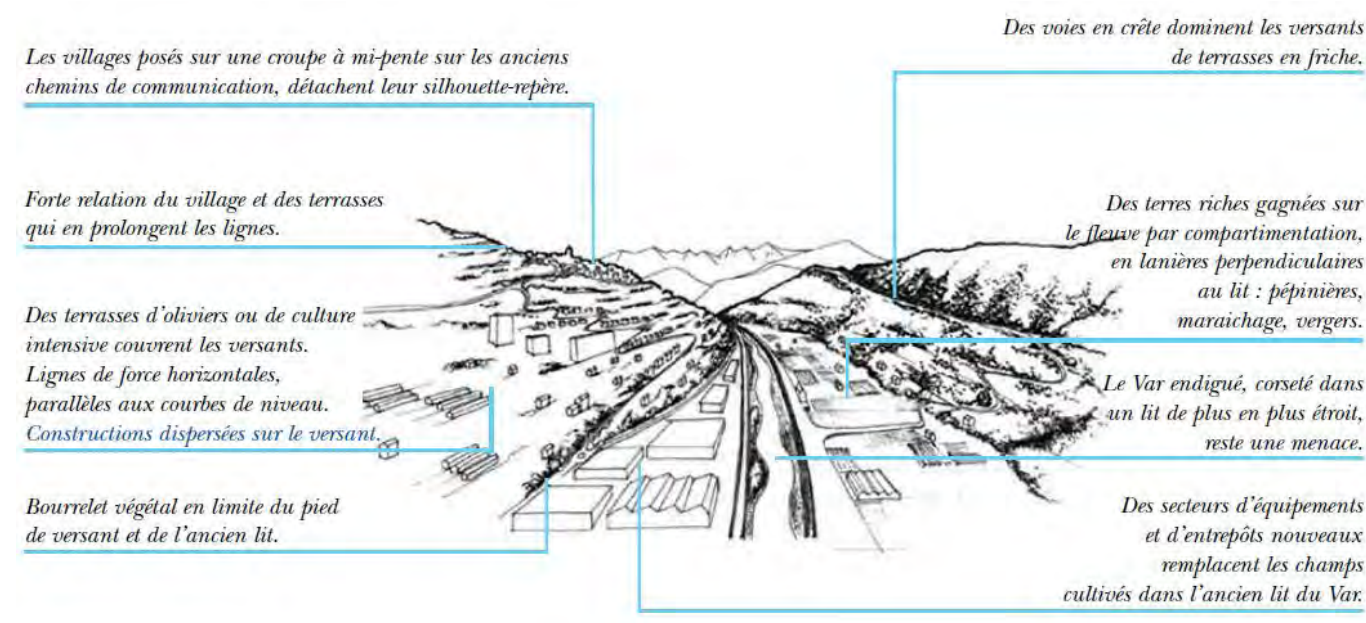 Les villages posés sur une croupe à mi-pente sur les anciens
chemins de communication, détachent leur silhouette-repère.
Forte relation du village et des terrasses
qui en prolongent les lignes.
Des terrasses d'oliviers ou de culture
intensive couvrent les versants.
Lignes de force horizontales,
parallèles aux courbes de niveau.
Constructions dispersées sur le versant.
Bourrelet végétal en limite du pied
de versant et de l'ancien lit.
Des voies en crête dominent les versants
de terrasses en friche.
Des terres riches gagnées sur
le fleuve par compartimentation,
en lanières perpendiculaires
au lit : pépinières,
maraichage, vergers.
Le Var endigué, corseté dans
un lit de plus en plus étroit,
reste une menace.
Des secteurs d'équipements
et d'entrepôts nouveaux
remplacent les champs
cultivés dans l'ancien lit du Var.